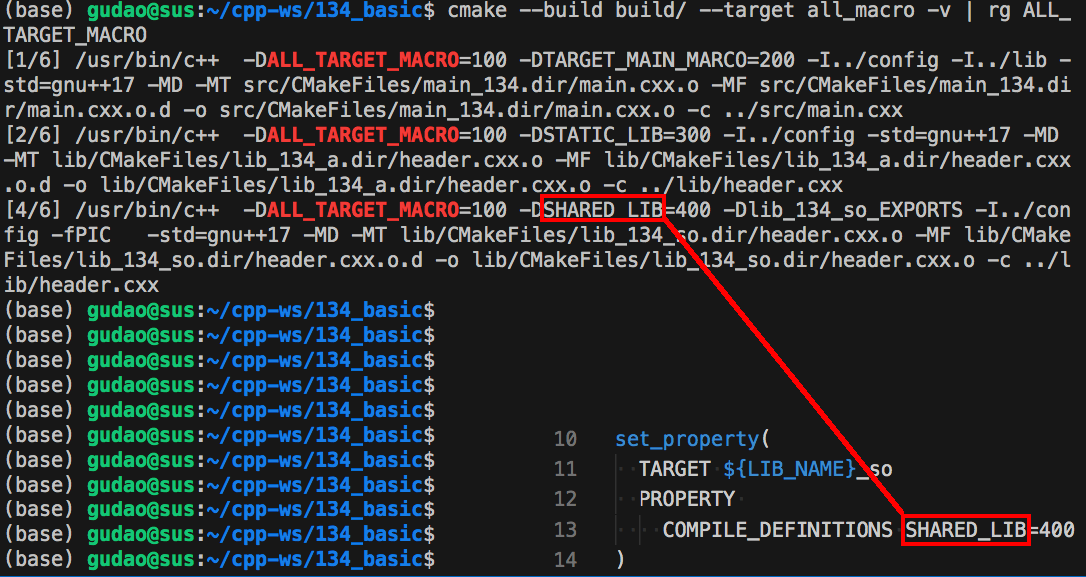 (base) gudao@sus:~/cpp-ws/134_basic$ cmake --build build/ --target all_macro -v | rg ALL_
TARGET_MACRO
[1/6] /usr/bin/c++  -DALL_TARGET_MACRO=100 -DTARGET_MAIN_MARCO=200 -I../config -I../lib -
std=gnu++17 -MD -MT src/CMakeFiles/main_134.dir/main.cxx.o -MF src/CMakeFiles/main_134.di
r/main.cxx.o.d -o src/CMakeFiles/main_134.dir/main.cxx.o -c ../src/main.cxx
[2/6] /usr/bin/c++  -DALL_TARGET_MACRO=100 -DSTATIC_LIB=300 -I../config -std=gnu++17 -MD
-MT lib/CMakeFiles/lib_134_a.dir/header.cxx.o -MF lib/CMakeFiles/lib_134_a.dir/header.cxx
.o.d -o lib/CMakeFiles/lib_134_a.dir/header.cxx.o -c ../lib/header.cxx
[4/6] /usr/bin/c++  -DALL_TARGET_MACRO=100 -DSHARED_LIB=400 -Dlib_134_so_EXPORTS -I../con
fig -fPIC   -std=gnu++17 -MD -MT lib/CMakeFiles/lib_134_so.dir/header.cxx.o -MF lib/CMake
Files/lib_134_so.dir/header.cxx.o.d -o lib/CMakeFiles/lib_134_so.dir/header.cxx.o -c ../l
ib/header.cxx
(base) gudao@sus:~/cpp-ws/134_basic$
(base) gudao@sus:~/cpp-ws/134_basic$
(base) gudao@sus:~/cpp-ws/134_basic$
(base) gudao@sus:~/cpp-ws/134_basic$
(base) gudao@sus:~/cpp-ws/134_basic$
(base) gudao@sus:~/cpp-ws/134_basic$
(base) gudao@sus:~/cpp-ws/134_basic$
(base) gudao@sus:~/cpp-ws/134_basic$
(base) gudao@sus:~/cpp-ws/134_basic$
(base) gudao@sus:~/cpp-ws/134_basic$
(base) gudao@sus:~/cpp-ws/134_basic$
10 set_property(
11 TARGET ${LIB_NAME}_so
12 PROPERTY
13 COMPILE_DEFINITIONS SHARED_LIB=400
14 )